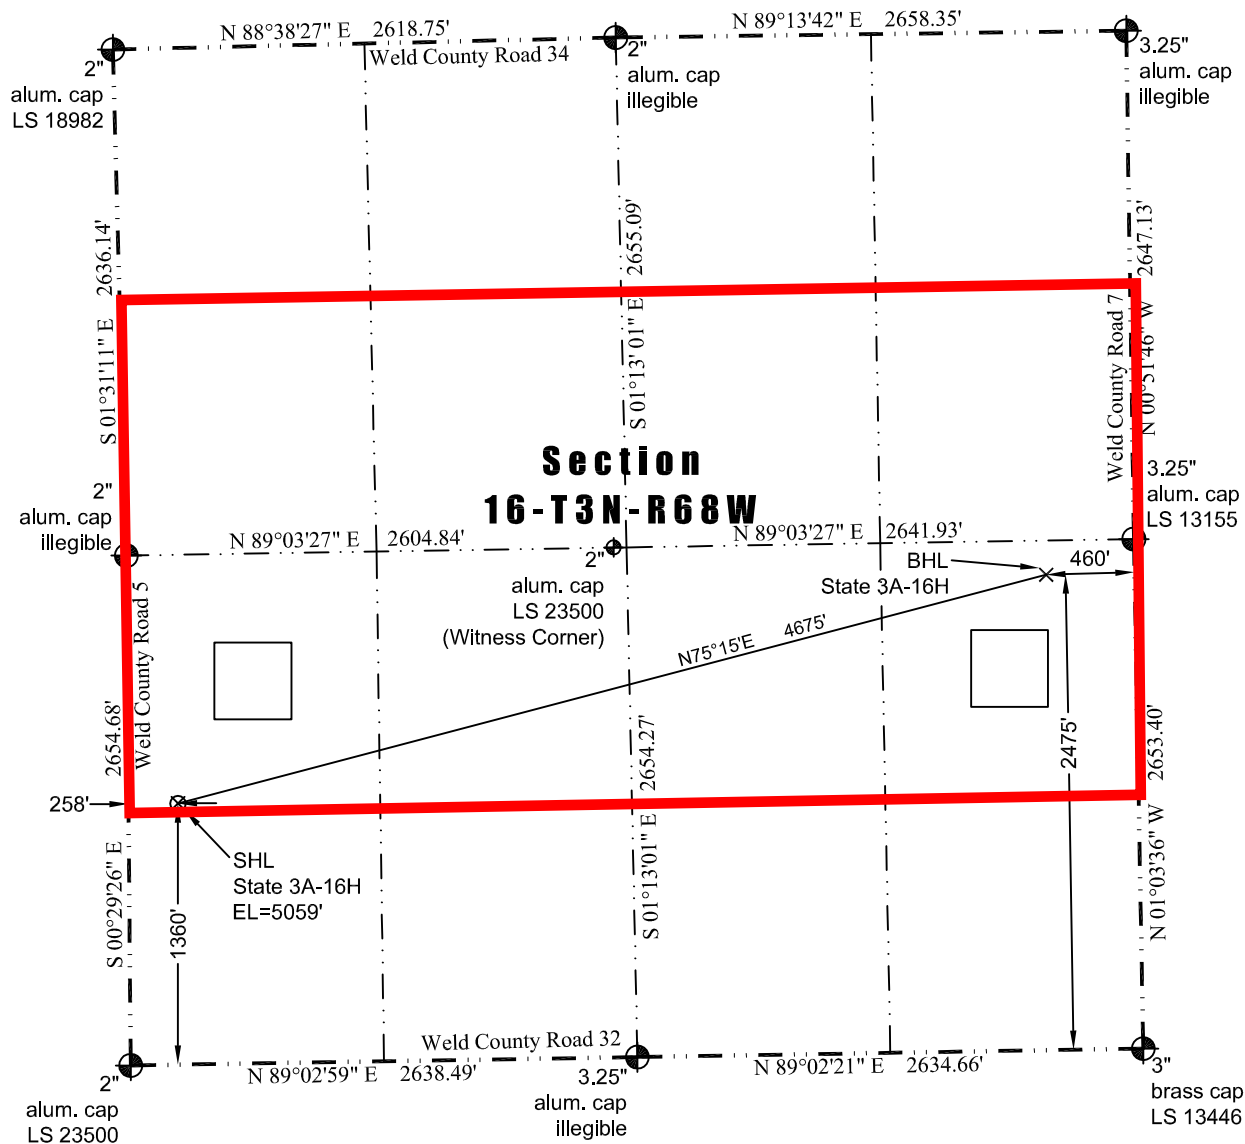 N 88°38'27" E 2618.75'
N 89°13'42" E 2658.35'
Weld County Road 34
2"
alum. cap
LS 18982
2"
alum. cap
illegible
3.25"
alum. cap
illegible
2636.14'
S 01°31'11" E
2655.09'
S 01°13'01" E
2647.13'
N 00°51'46" W
Weld County Road 7
Section
16-T3N-R68W
2"
alum. cap
illegible
3.25"
alum. cap
LS 13155
N 89°03'27" E 2604.84'
N 89°03'27" E 2641.93'
2"
alum. cap
LS 23500
(Witness Corner)
BHL
State 3A-16H
460'
N75°15'E 4675'
Weld County Road 5
2654.68'
S 00°29'26" E
2654.27'
S 01°13'01" E
2475'
2653.40'
N 01°03'36" W
258'
SHL
State 3A-16H
EL=5059'
1360'
Weld County Road 32
N 89°02'59" E 2638.49'
N 89°02'21" E 2634.66'
2"
alum. cap
LS 23500
3.25"
alum. cap
illegible
3"
brass cap
LS 13446